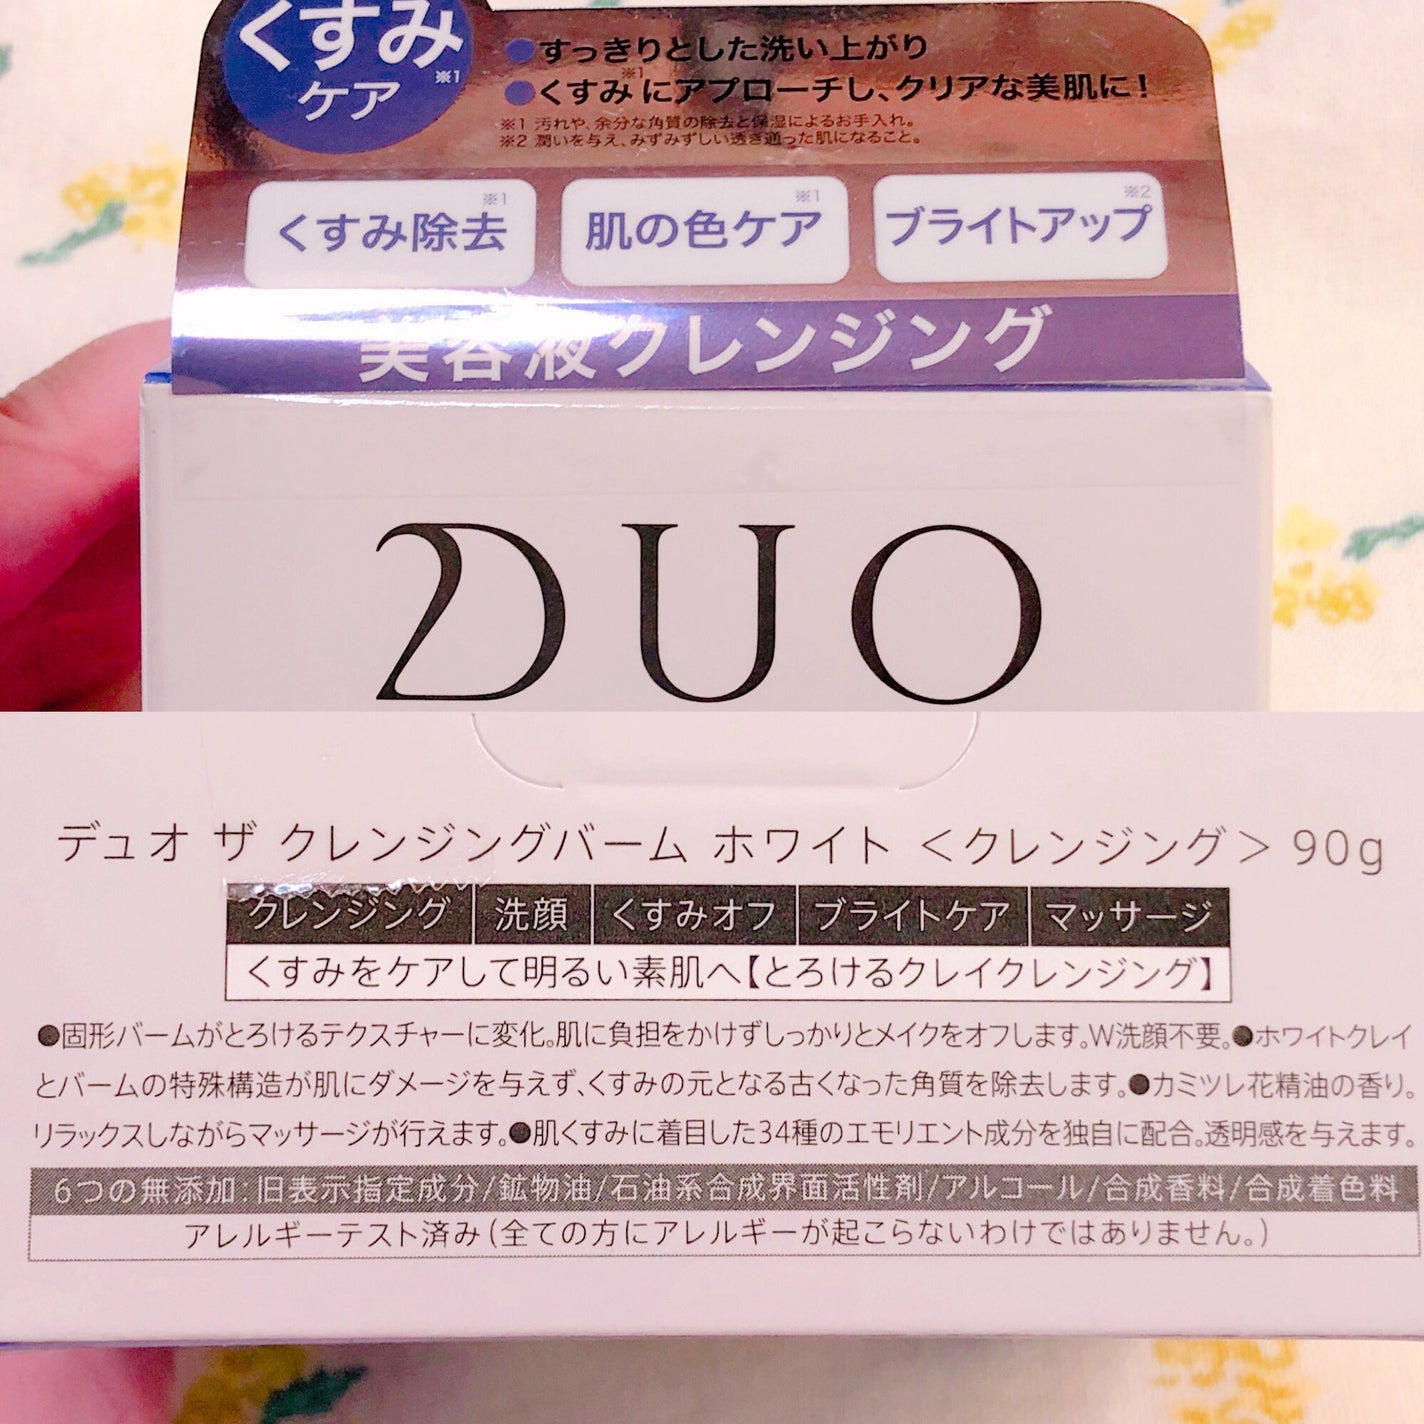 くすみ
ケア※1
●すっきりとした洗い上がり
●くすみ※1にアプローチし、クリアな美肌に!
※1 汚れや、余分な角質の除去と保湿によるお手入れ。
※2 潤いを与え、みずみずしい透き通った肌になること。
くすみ除去※1 肌の色ケア※1 ブライトアップ※2
美容液クレンジング
DUO
デュオ ザ クレンジングバーム ホワイト <クレンジング> 90g
クレンジング 洗顔 くすみオフ ブライトケア マッサージ
くすみをケアして明るい素肌へ【とろけるクレイクレンジング】
●固形バームがとろけるテクスチャーに変化。肌に負担をかけずしっかりとメイクをオフします。W洗顔不要。●ホワイトクレイ
とバームの特殊構造が肌にダメージを与えず、くすみの元となる古くなった角質を除去します。●カミツレ花精油の香り。
リラックスしながらマッサージが行えます。●肌くすみに着目した34種のエモリエント成分を独自に配合。透明感を与えます。
6つの無添加:旧表示指定成分/鉱物油/石油系合成界面活性剤/アルコール/合成香料/合成着色料
アレルギーテスト済み(全ての方にアレルギーが起こらないわけではありません。)